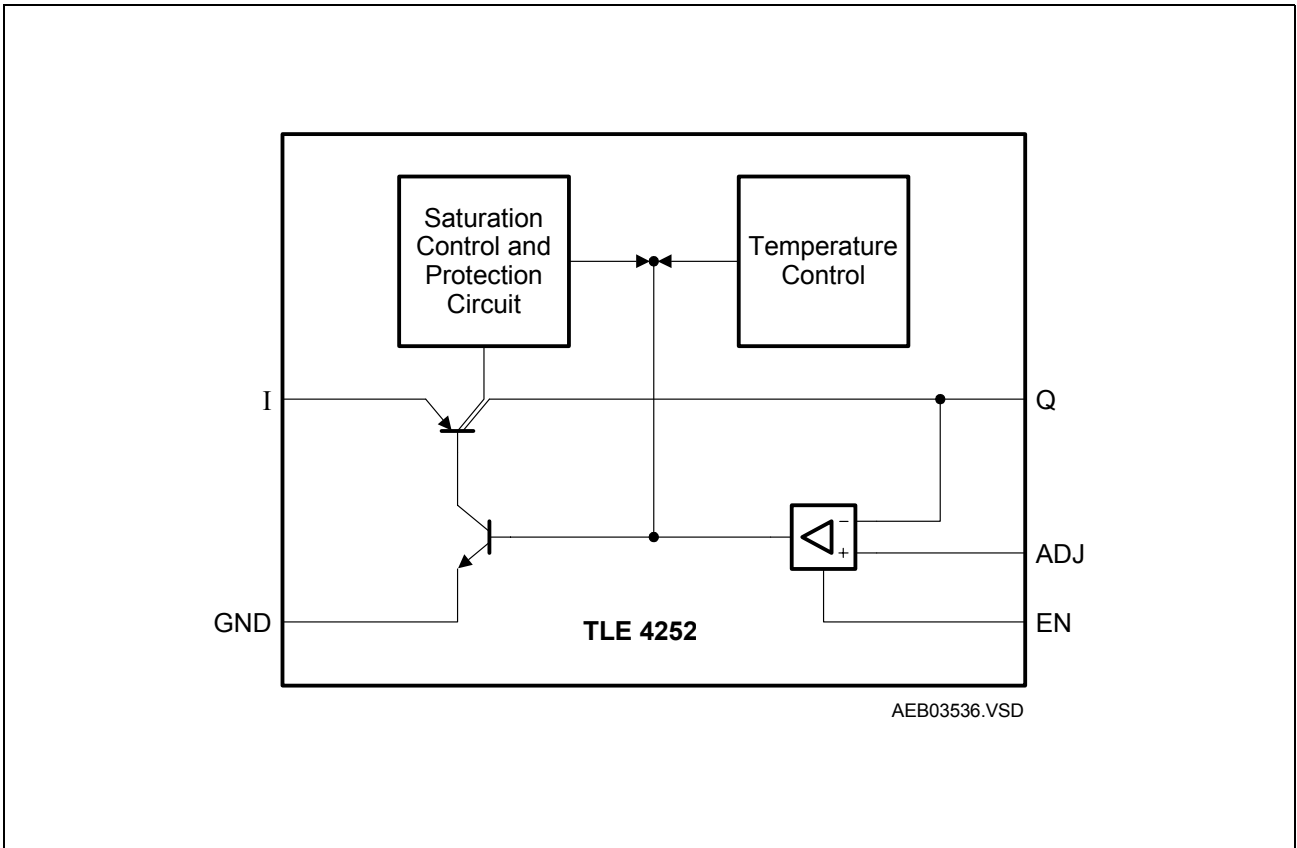 Saturation
Control and
Protection
Circuit
Temperature
Control
I
Q
−
+
ADJ
GND
EN
TLE 4252
AEB03536.VSD